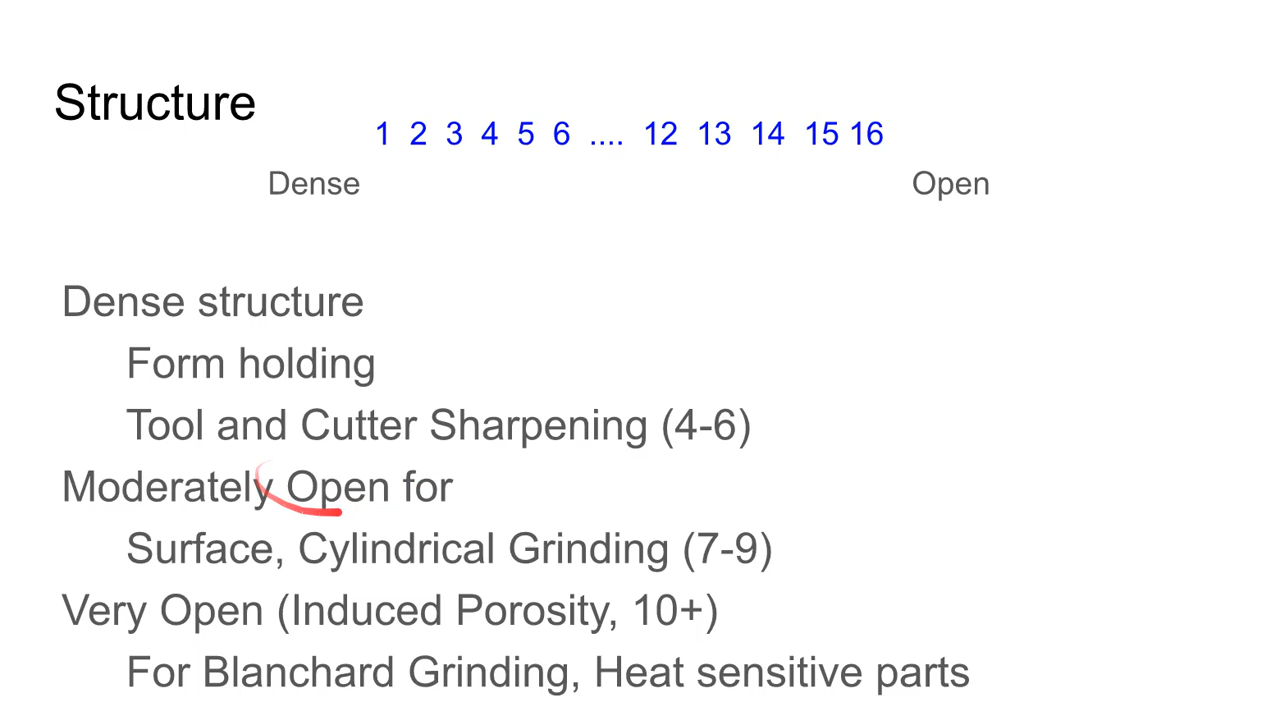 Structure
1 2 3 4 5 6 .... 12 13 14 15 16
Dense Open
Dense structure
Form holding
Tool and Cutter Sharpening (4-6)
Moderately Open for
Surface, Cylindrical Grinding (7-9)
Very Open (Induced Porosity, 10+)
For Blanchard Grinding, Heat sensitive parts